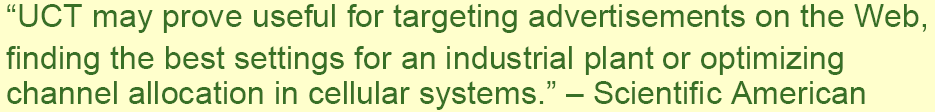 “UCT may prove useful for targeting advertisements on the Web,
finding the best settings for an industrial plant or optimizing
channel allocation in cellular systems.” – Scientific American